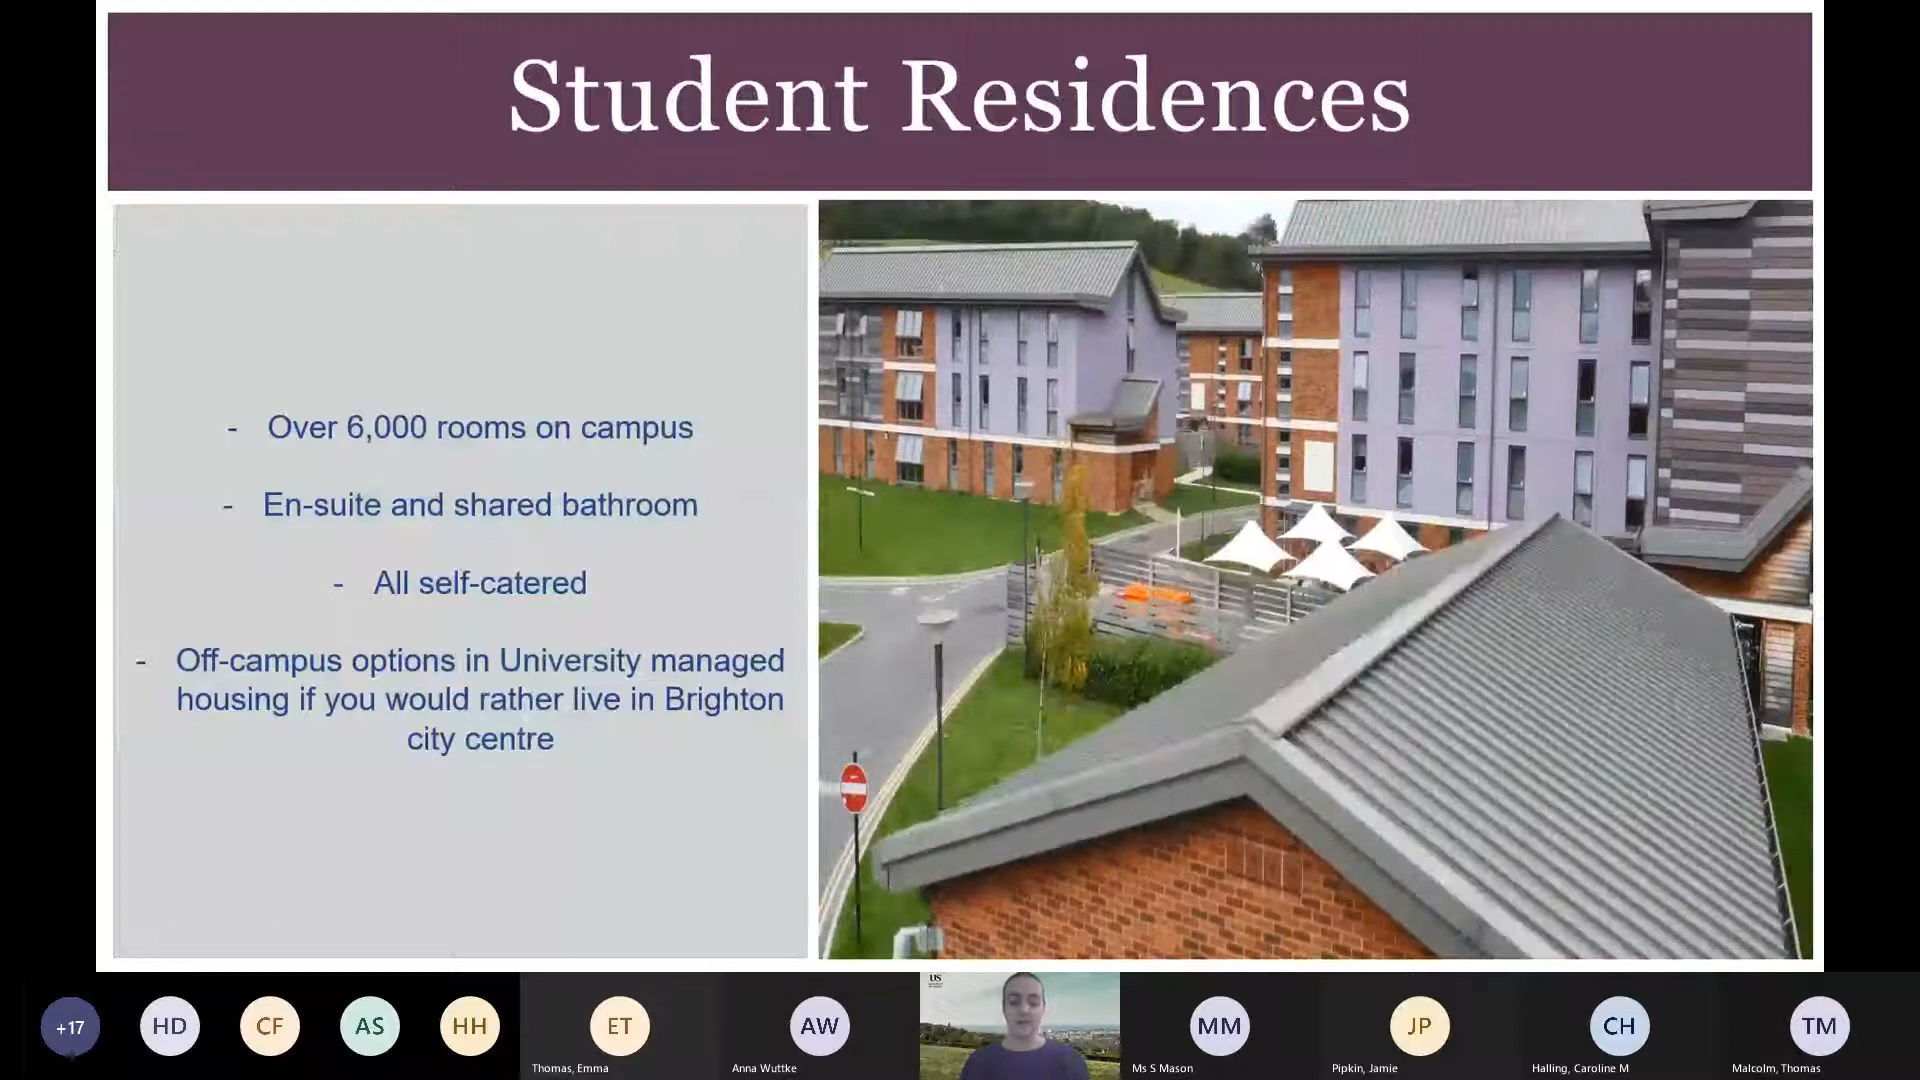 Student Residences
- Over 6,000 rooms on campus
- En-suite and shared bathroom
- All self-catered
- Off-campus options in University managed
housing if you would rather live in Brighton
city centre
+17
HD
CF
AS
HH
ET
AW
US
MM
JP
CH
TM
Thomas, Emma
Anna Wuttke
Ms S Mason
Pipkin, Jamie
Halling, Caroline M
Malcolm, Thomas